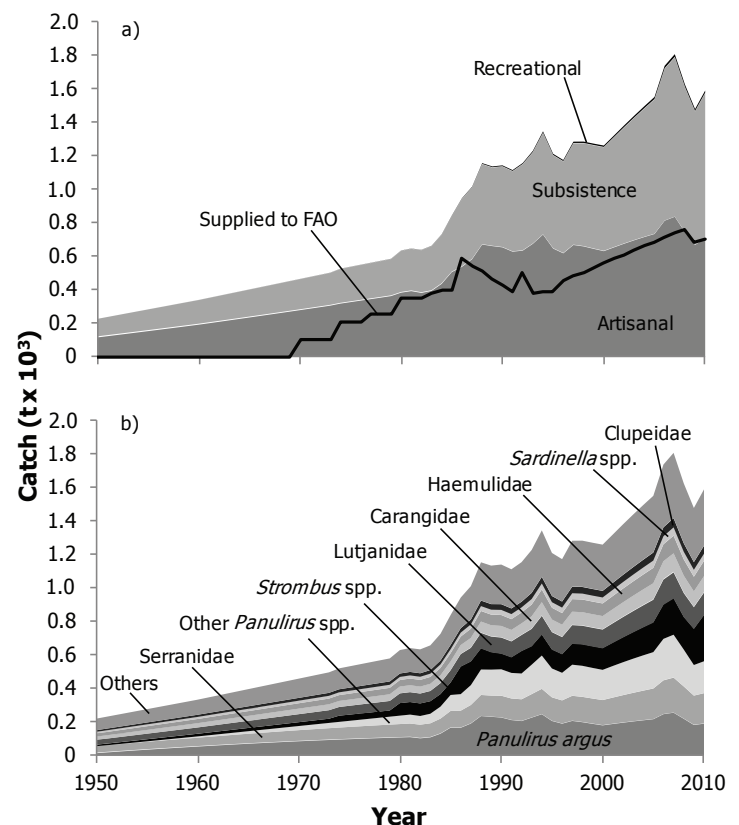 2.0
a)
1.8
Recreational
1.6
1.4
1.2
1.0
Subsistence
0.8
Supplied to FAO
0.6
0.4
Artisanal
0.2
0
Catch (t x 10³)
2.0
b)
Clupeidae
1.8
Sardinella spp.
1.6
Haemulidae
1.4
Carangidae
1.2
Lutjanidae
1.0
Strombus spp.
0.8
Other Panulirus spp.
0.6
Serranidae
0.4
Others
0.2
Panulirus argus
0
1950 1960 1970 1980 1990 2000 2010
Year